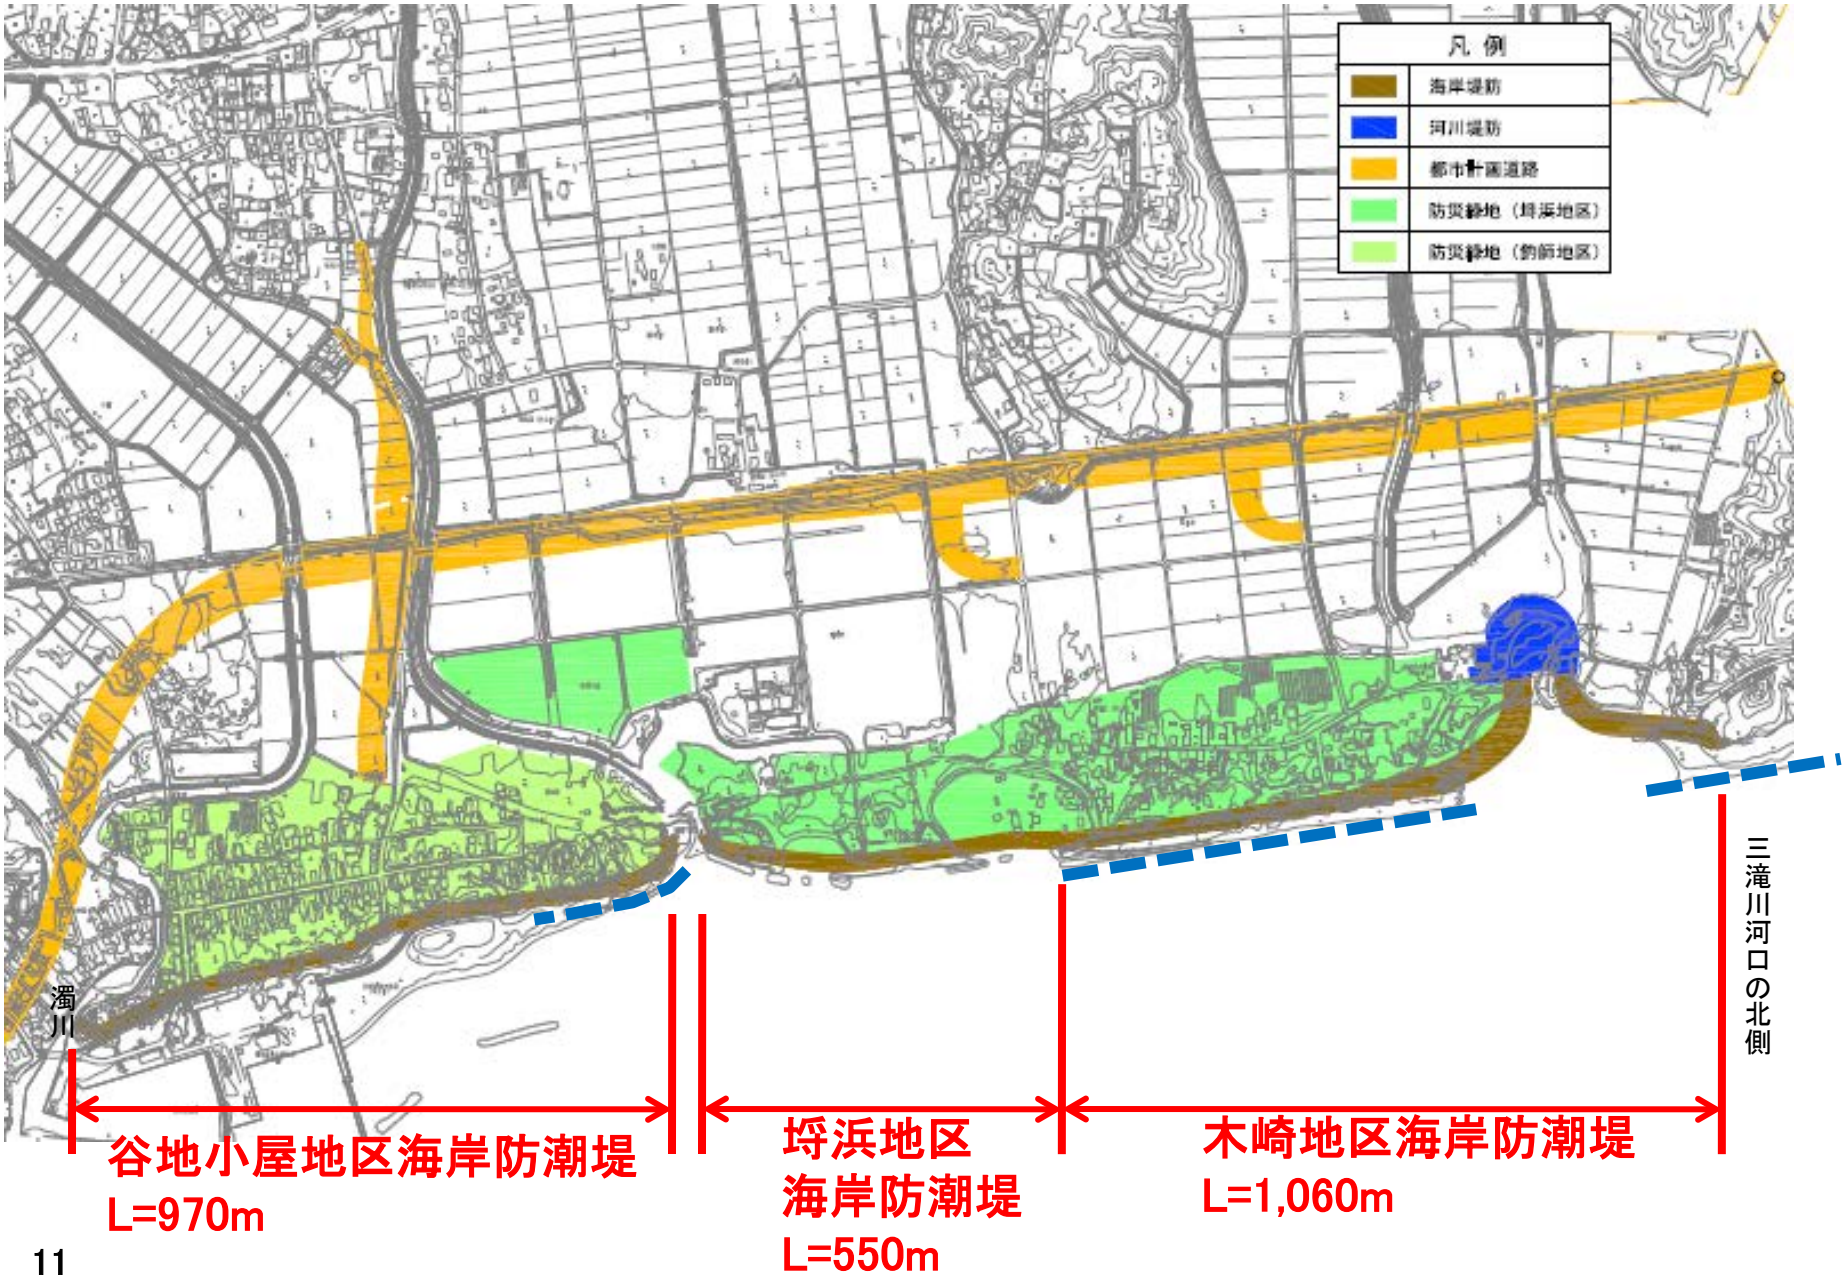 凡例
海岸堤防
河川堤防
都市計画道路
防災緑地（埒浜地区）
防災緑地（釣師地区）
三滝川河口の北側
濁川
谷地小屋地区海岸防潮堤
L=970m
埒浜地区
海岸防潮堤
L=550m
木崎地区海岸防潮堤
L=1,060m
11